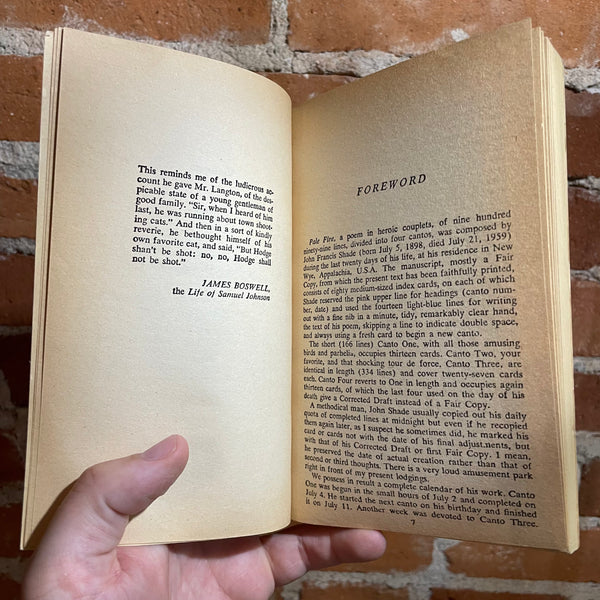 This reminds me of the ludicrous ac-
count he gave Mr. Langton, of the des-
picable state of a young gentleman of
good family. "Sir, when I heard of him
last, he was running about town shoot-
ing cats." And then in a sort of kindly
reverie, he bethought himself of his
own favorite cat, and said, "But Hodge
shan't be shot: no, no, Hodge shall
not be shot."
JAMES BOSWELL,
the Life of Samuel Johnson
FOREWORD
Pale Fire, a poem in heroic couplets, of nine hundred
ninety-nine lines, divided into four cantos, was composed by
John Francis Shade (born July 5, 1898, died July 21, 1959)
during the last twenty days of his life, at his residence in New
Wye, Appalachia, U.S.A. The manuscript, mostly a Fair
Copy, from which the present text has been faithfully printed,
consists of eighty medium-sized index cards, on each of which
Shade reserved the pink upper line for headings (canto num-
ber, date) and used the fourteen light-blue lines for writing
out with a fine nib in a minute, tidy, remarkably clear hand,
the text of his poem, skipping a line to indicate double space,
and always using a fresh card to begin a new canto.
The short (166 lines) Canto One, with all those amusing
birds and parhelia, occupies thirteen cards. Canto Two, your
favorite, and that shocking tour de force, Canto Three, are
identical in length (334 lines) and cover twenty-seven cards
each. Canto Four reverts to One in length and occupies again
thirteen cards, of which the last four used on the day of his
death give a Corrected Draft instead of a Fair Copy.
A methodical man, John Shade usually copied out his daily
quota of completed lines at midnight but even if he recopied
them again later, as I suspect he sometimes did, he marked his
card or cards not with the date of his final adjustments, but
with that of his Corrected Draft or first Fair Copy. I mean,
he preserved the date of actual creation rather than that of
second or third thoughts. There is a very loud amusement park
right in front of my present lodgings.
We possess in result a complete calendar of his work. Canto
One was begun in the small hours of July 2 and completed on
July 4. He started the next canto on his birthday and finished
it on July 11. Another week was devoted to Canto Three.
7